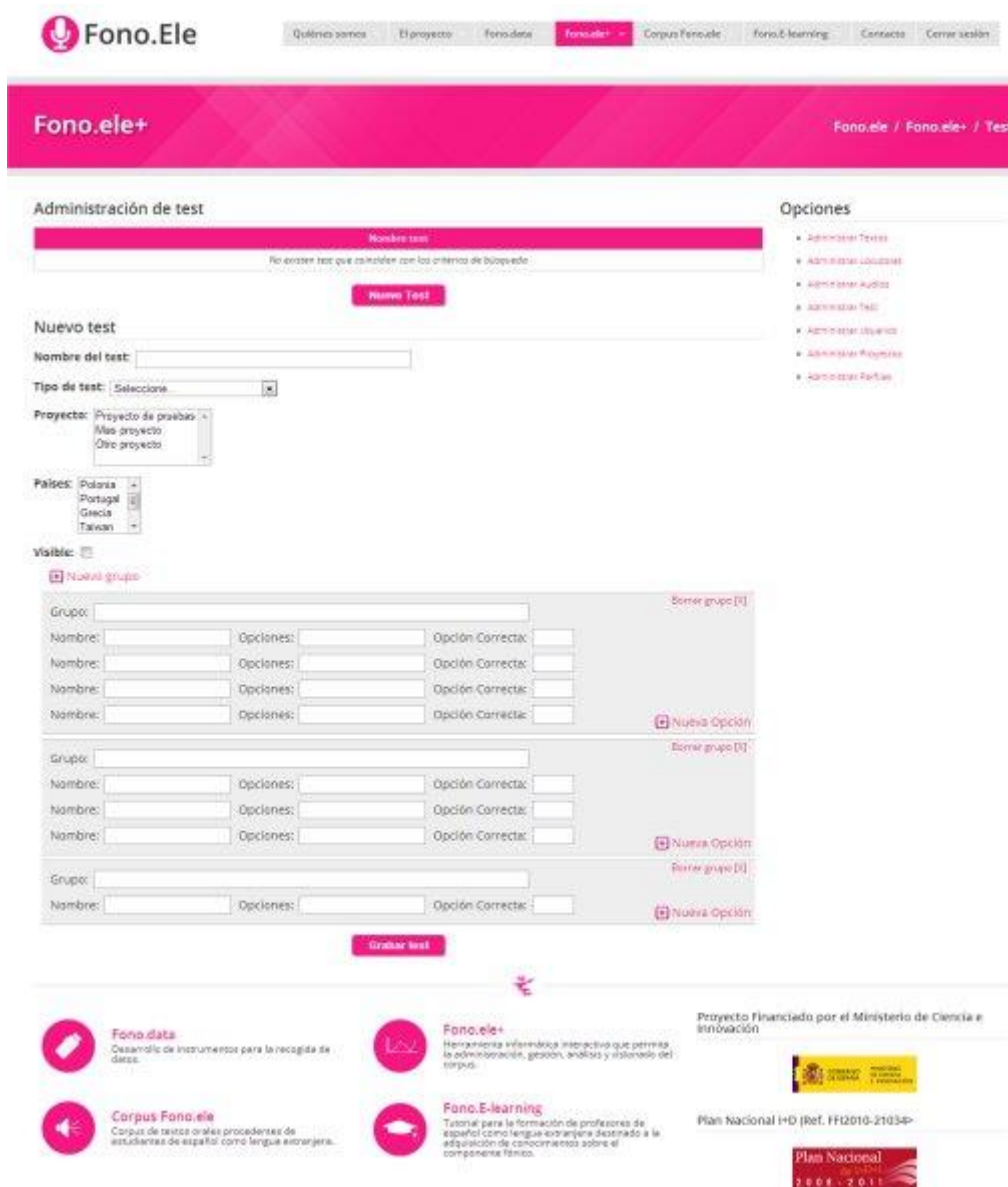 Fono.Ele
Quiénes somos El proyecto Fono.data Fono.ele+ Corpus Fono.ele Fono.E-learning Contacto Cerrar sesión
Fono.ele+
Fono.ele / Fono.ele+ / Tes
Administración de test
Nombre test
No existen test que coinciden con los criterios de búsqueda
Nuevo Test
Nuevo test
Nombre del test:
Tipo de test: Seleccione...
Proyecto: Proyecto de pruebas
Mas proyecto
Otro proyecto
Países: Polonia
Portugal
Grecia
Taiwan
Visible:
Nuevo grupo
Borrar grupo [X]
Grupo:
Nombre: Opciones: Opción Correcta:
Nombre: Opciones: Opción Correcta:
Nombre: Opciones: Opción Correcta:
Nombre: Opciones: Opción Correcta:
Nueva Opción
Borrar grupo [X]
Grupo:
Nombre: Opciones: Opción Correcta:
Nombre: Opciones: Opción Correcta:
Nombre: Opciones: Opción Correcta:
Nueva Opción
Borrar grupo [X]
Grupo:
Nombre: Opciones: Opción Correcta:
Nueva Opción
Grabar test
Opciones
Administrar Textos
Administrar Locutores
Administrar Audios
Administrar Test
Administrar Usuarios
Administrar Proyectos
Administrar Perfiles
Fono.data
Desarrollo de instrumentos para la recogida de
datos.
Fono.ele+
Herramienta informática interactiva que permita
la administración, gestión, análisis y visionado del
corpus.
Corpus Fono.ele
Corpus de textos orales procedentes de
estudiantes de español como lengua extranjera.
Fono.E-learning
Tutorial para la formación de profesores de
español como lengua extranjera destinado a la
adquisición de conocimientos sobre el
componente fónico.
Proyecto Financiado por el Ministerio de Ciencia e
Innovación
GOBIERNO
DE ESPAÑA
MINISTERIO
DE CIENCIA
E INNOVACIÓN
Plan Nacional I+D (Ref. FFI2010-21034>
Plan Nacional
de I+D+i
2008-2011